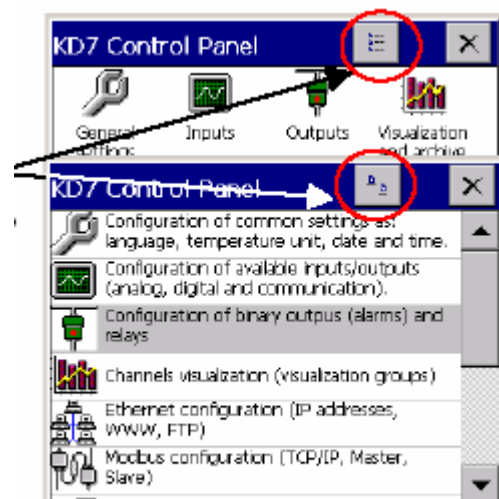 KD7 Control Panel
General
settings
Inputs
Outputs
Visualization
and archive
KD7 Control Panel
Configuration of common settings as:
language, temperature unit, date and time.
Configuration of available inputs/outputs
(analog, digital and communication).
Configuration of binary outpus (alarms) and
relays
Channels visualization (visualization groups)
Ethernet configuration (IP addresses,
WWW, FTP)
Modbus configuration (TCP/IP, Master,
Slave)